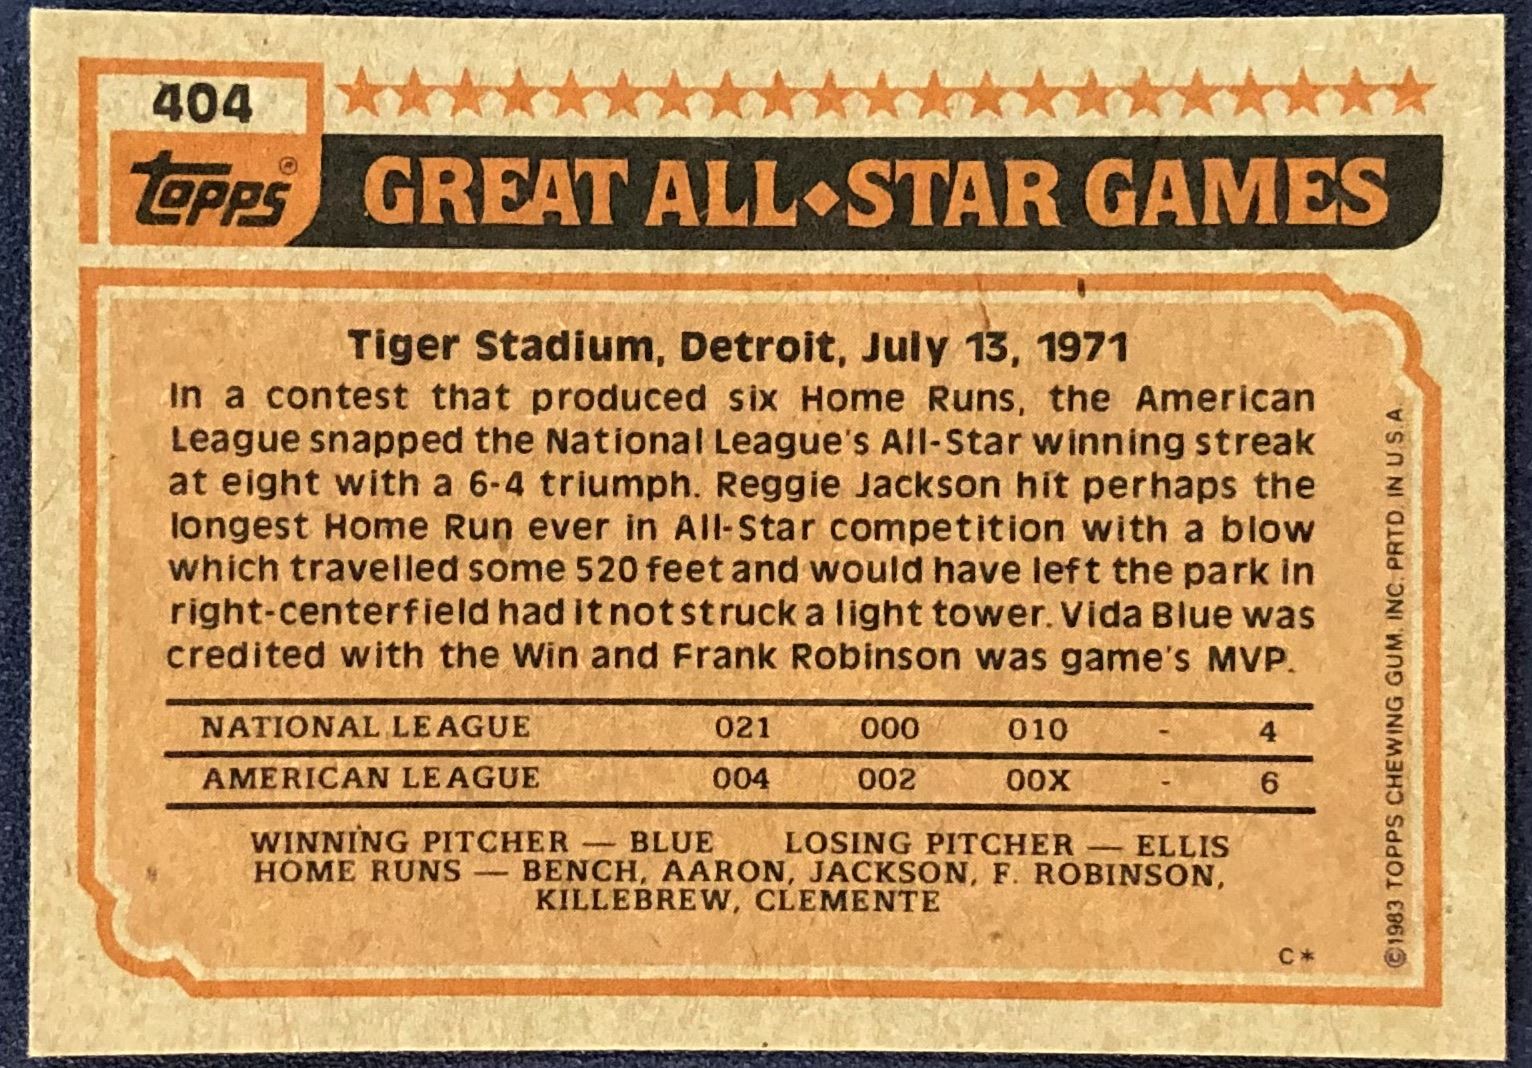 404
topps®
GREAT ALL◆STAR GAMES
Tiger Stadium, Detroit, July 13, 1971
In a contest that produced six Home Runs, the American
League snapped the National League's All-Star winning streak
at eight with a 6-4 triumph. Reggie Jackson hit perhaps the
longest Home Run ever in All-Star competition with a blow
which travelled some 520 feet and would have left the park in
right-centerfield had it not struck a light tower. Vida Blue was
credited with the Win and Frank Robinson was game's MVP.
NATIONAL LEAGUE 021 000 010 - 4
AMERICAN LEAGUE 004 002 00X - 6
WINNING PITCHER — BLUE LOSING PITCHER — ELLIS
HOME RUNS — BENCH, AARON, JACKSON, F. ROBINSON,
KILLEBREW, CLEMENTE
C*
©1983 TOPPS CHEWING GUM, INC. PRTD. IN U.S.A.